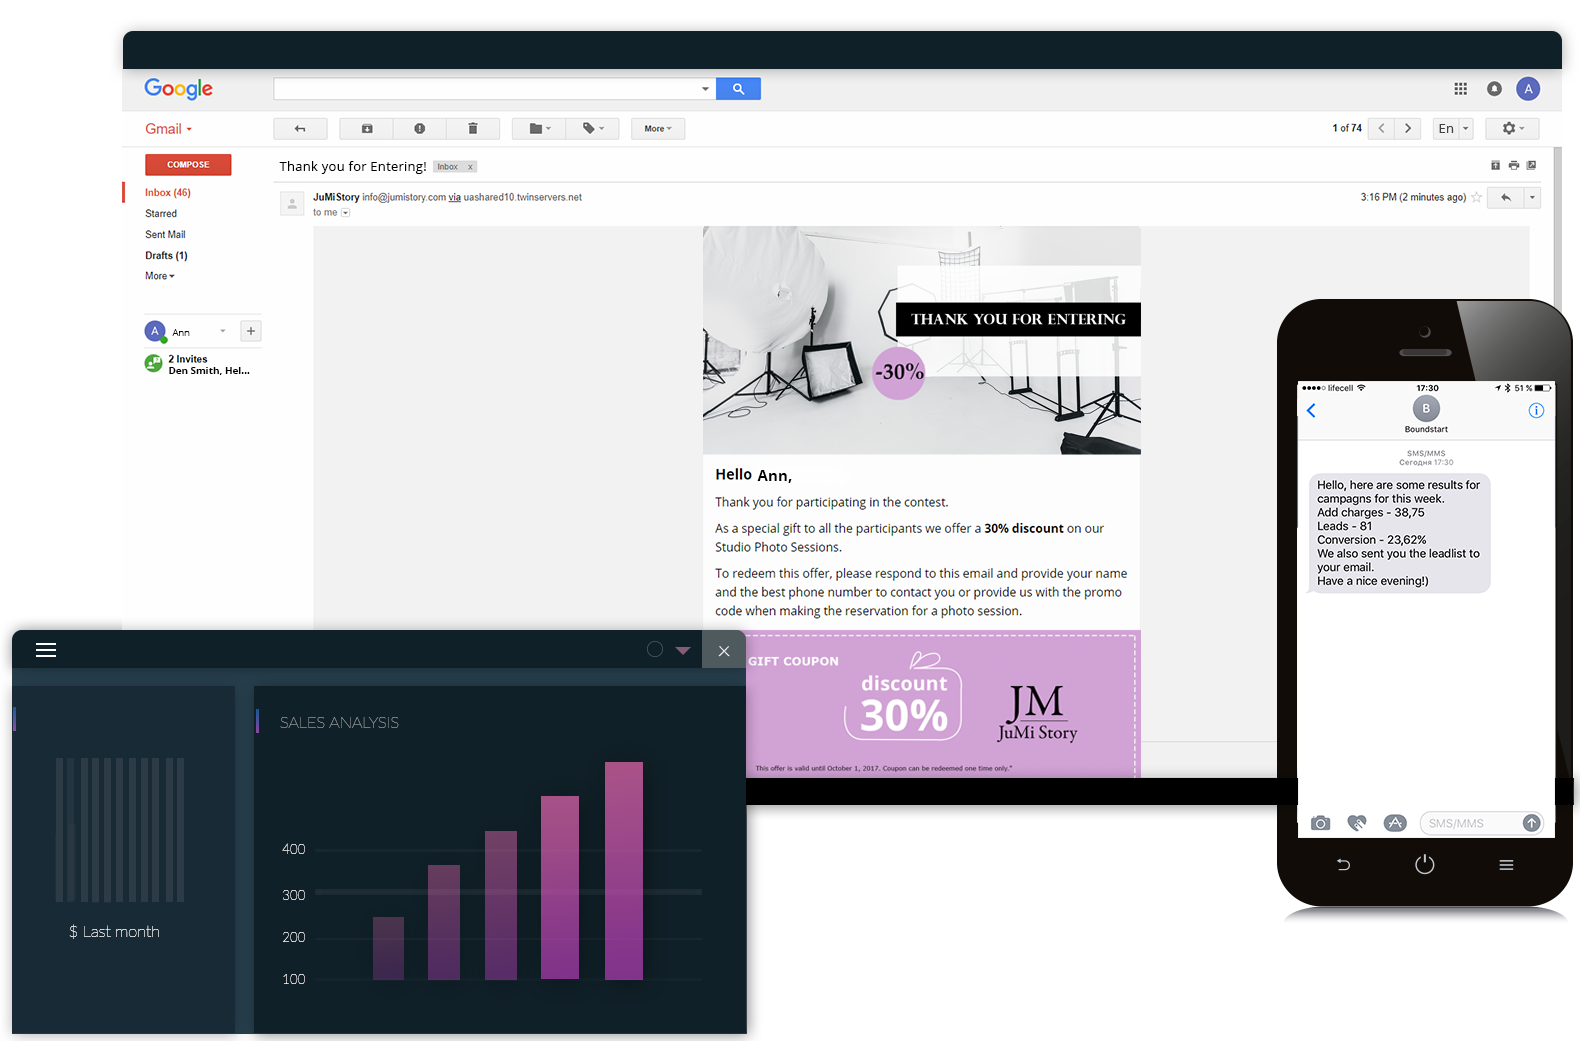 Google
A
Gmail
More
1 of 74
En
COMPOSE
Thank you for Entering!
Inbox x
Inbox (46)
Starred
Sent Mail
Drafts (1)
More
JuMiStory info@jumistory.com via uashared10.twinservers.net
to me
3:16 PM (2 minutes ago)
A
Ann
+
2 Invites
Den Smith, Hel...
THANK YOU FOR ENTERING
-30%
Hello Ann,
Thank you for participating in the contest.
As a special gift to all the participants we offer a 30% discount on our
Studio Photo Sessions.
To redeem this offer, please respond to this email and provide your name
and the best phone number to contact you or provide us with the promo
code when making the reservation for a photo session.
GIFT COUPON
discount
30%
JM
JuMi Story
This offer is valid until October 1, 2017. Coupon can be redeemed one time only.*
lifecell
17:30
51 %
B
Boundstart
SMS/MMS
Сегодня 17:30
Hello, here are some results for
campagns for this week.
Add charges - 38,75
Leads - 81
Conversion - 23,62%
We also sent you the leadlist to
your email.
Have a nice evening!)
SMS/MMS
$ Last month
SALES ANALYSIS
400
300
200
100